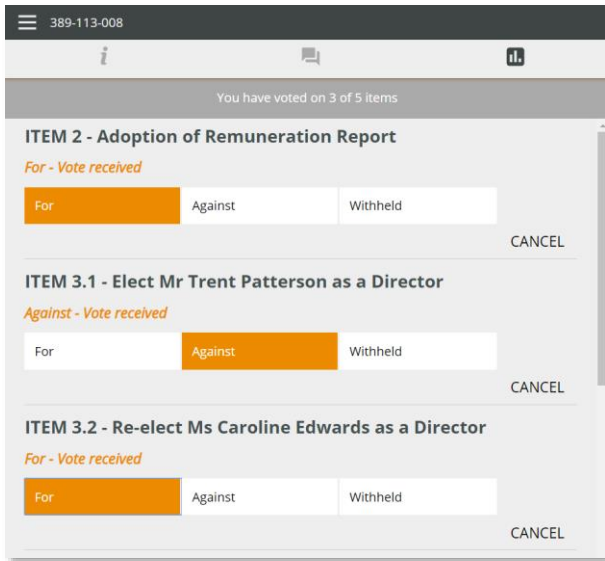 389-113-008
You have voted on 3 of 5 items
ITEM 2 - Adoption of Remuneration Report
For - Vote received
For Against Withheld
CANCEL
ITEM 3.1 - Elect Mr Trent Patterson as a Director
Against - Vote received
For Against Withheld
CANCEL
ITEM 3.2 - Re-elect Ms Caroline Edwards as a Director
For - Vote received
For Against Withheld
CANCEL